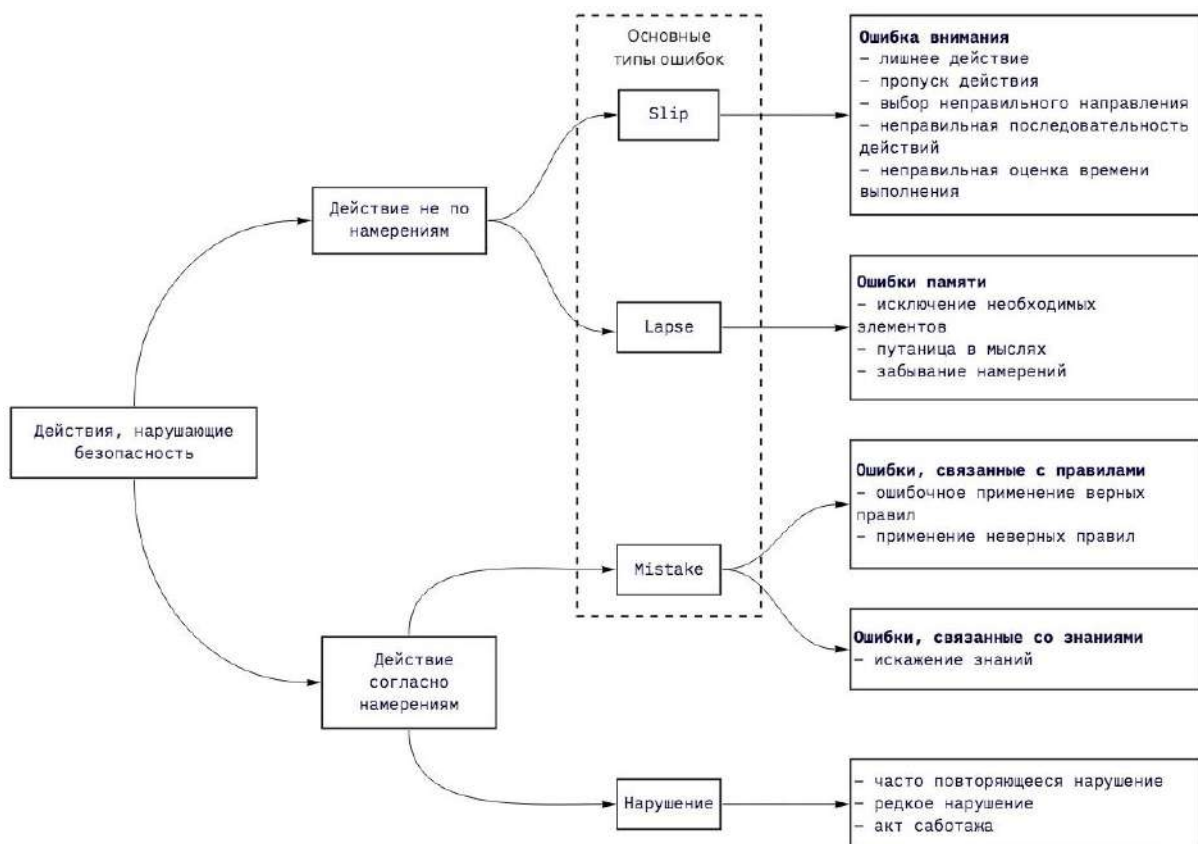 Основные
типы ошибок
Slip
Ошибка внимания
– лишнее действие
– пропуск действия
– выбор неправильного направления
– неправильная последовательность
действий
– неправильная оценка времени
выполнения
Действие не по
намерениям
Lapse
Ошибки памяти
– исключение необходимых
элементов
– путаница в мыслях
– забывание намерений
Действия, нарушающие
безопасность
Mistake
Ошибки, связанные с правилами
– ошибочное применение верных
правил
– применение неверных правил
Ошибки, связанные со знаниями
– искажение знаний
Действие
согласно
намерениям
Нарушение
– часто повторяющееся нарушение
– редкое нарушение
– акт саботажа